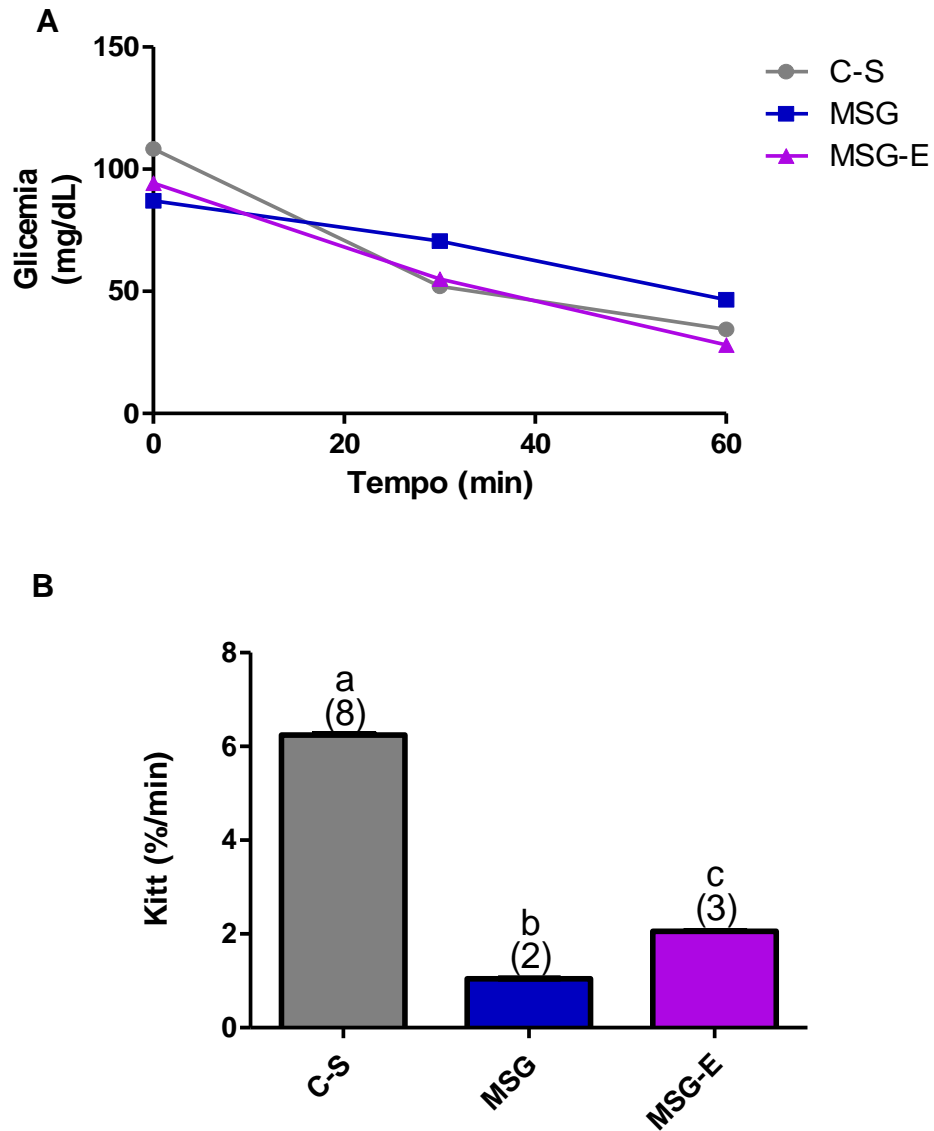 A
150
100
50
0
Glicemia
(mg/dL)
0 20 40 60
Tempo (min)
C-S
MSG
MSG-E
B
8
6
4
2
0
Kitt (%/min)
a
(8)
b
(2)
c
(3)
C-S
MSG
MSG-E